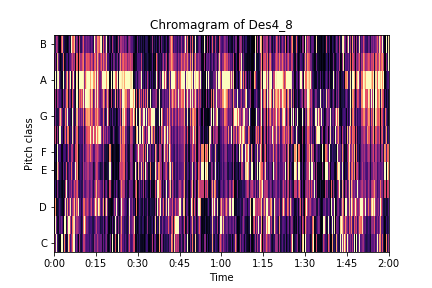 Chromagram of Des4_8
Pitch class
B
A
G
F
E
D
C
0:00 0:15 0:30 0:45 1:00 1:15 1:30 1:45 2:00
Time